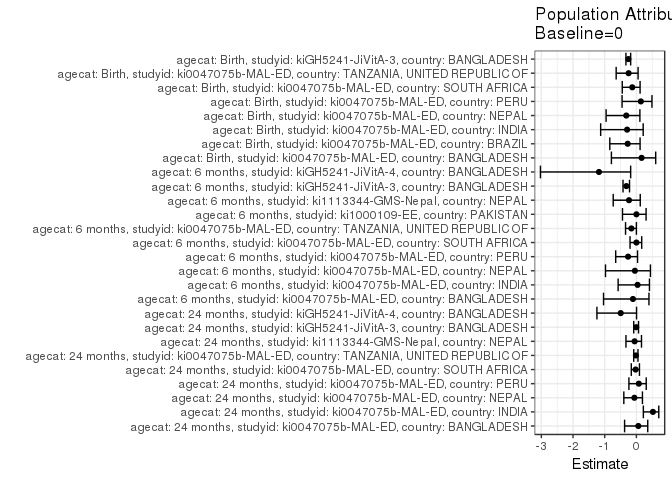 Population Attribu
Baseline=0
agecat: Birth, studyid: kiGH5241-JiVitA-3, country: BANGLADESH
agecat: Birth, studyid: ki0047075b-MAL-ED, country: TANZANIA, UNITED REPUBLIC OF
agecat: Birth, studyid: ki0047075b-MAL-ED, country: SOUTH AFRICA
agecat: Birth, studyid: ki0047075b-MAL-ED, country: PERU
agecat: Birth, studyid: ki0047075b-MAL-ED, country: NEPAL
agecat: Birth, studyid: ki0047075b-MAL-ED, country: INDIA
agecat: Birth, studyid: ki0047075b-MAL-ED, country: BRAZIL
agecat: Birth, studyid: ki0047075b-MAL-ED, country: BANGLADESH
agecat: 6 months, studyid: kiGH5241-JiVitA-4, country: BANGLADESH
agecat: 6 months, studyid: kiGH5241-JiVitA-3, country: BANGLADESH
agecat: 6 months, studyid: ki1113344-GMS-Nepal, country: NEPAL
agecat: 6 months, studyid: ki1000109-EE, country: PAKISTAN
agecat: 6 months, studyid: ki0047075b-MAL-ED, country: TANZANIA, UNITED REPUBLIC OF
agecat: 6 months, studyid: ki0047075b-MAL-ED, country: SOUTH AFRICA
agecat: 6 months, studyid: ki0047075b-MAL-ED, country: PERU
agecat: 6 months, studyid: ki0047075b-MAL-ED, country: NEPAL
agecat: 6 months, studyid: ki0047075b-MAL-ED, country: INDIA
agecat: 6 months, studyid: ki0047075b-MAL-ED, country: BANGLADESH
agecat: 24 months, studyid: kiGH5241-JiVitA-4, country: BANGLADESH
agecat: 24 months, studyid: kiGH5241-JiVitA-3, country: BANGLADESH
agecat: 24 months, studyid: ki1113344-GMS-Nepal, country: NEPAL
agecat: 24 months, studyid: ki0047075b-MAL-ED, country: TANZANIA, UNITED REPUBLIC OF
agecat: 24 months, studyid: ki0047075b-MAL-ED, country: SOUTH AFRICA
agecat: 24 months, studyid: ki0047075b-MAL-ED, country: PERU
agecat: 24 months, studyid: ki0047075b-MAL-ED, country: NEPAL
agecat: 24 months, studyid: ki0047075b-MAL-ED, country: INDIA
agecat: 24 months, studyid: ki0047075b-MAL-ED, country: BANGLADESH
-3 -2 -1 0
Estimate